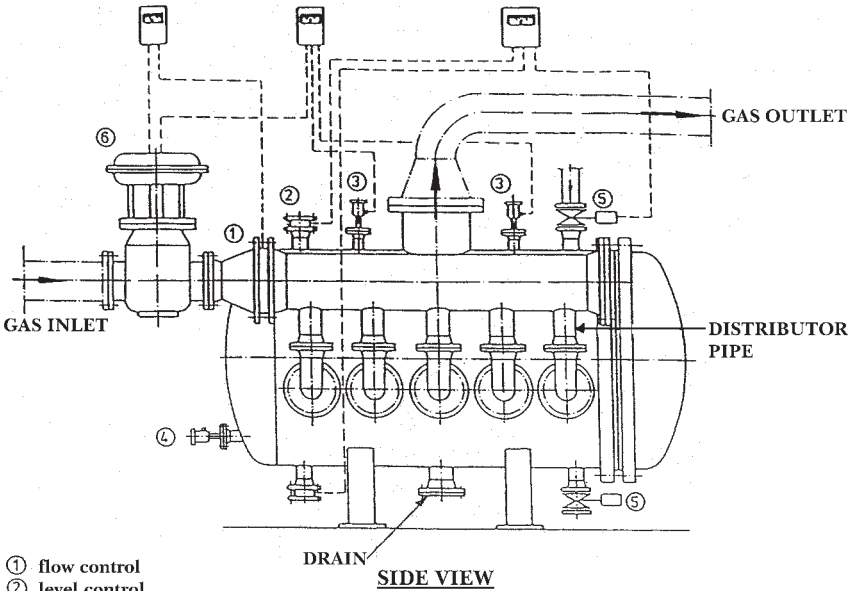 ⑥
GAS OUTLET
②
③
③
⑤
①
GAS INLET
DISTRIBUTOR
PIPE
④
⑤
DRAIN
SIDE VIEW
① flow control
② level control